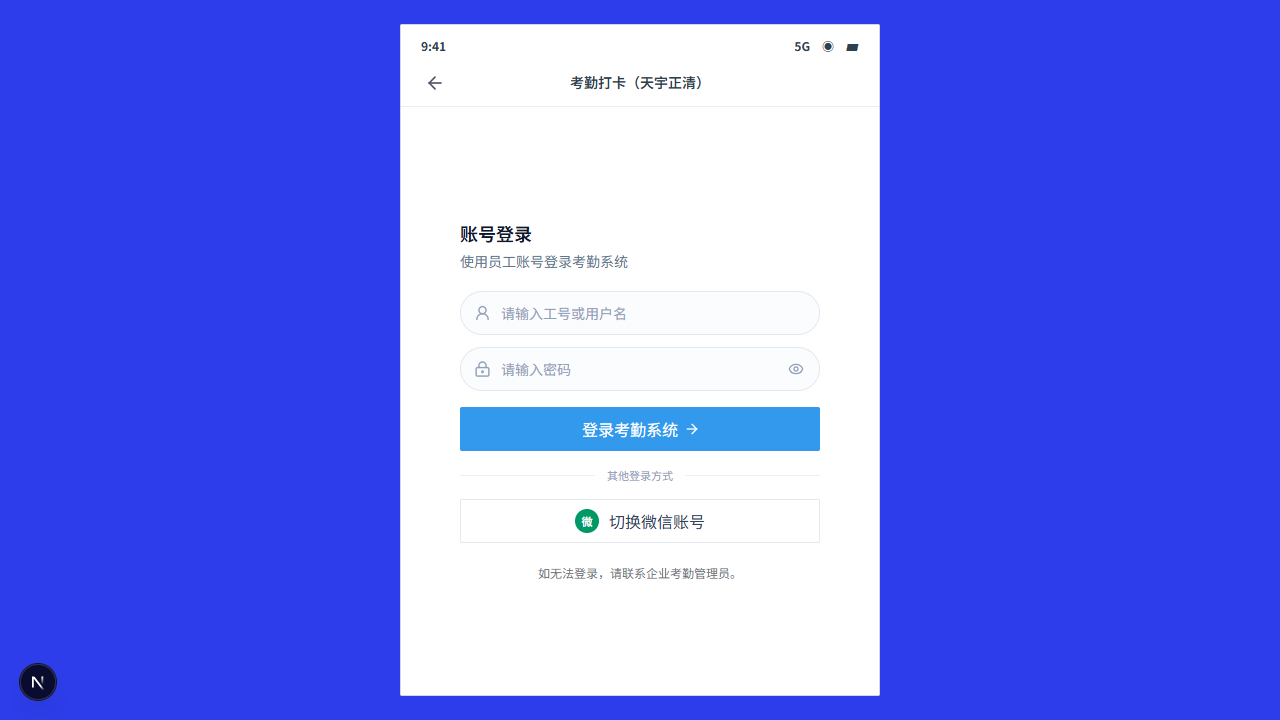 9:41
5G
考勤打卡（天宇正清）
账号登录
使用员工账号登录考勤系统
请输入工号或用户名
请输入密码
登录考勤系统
其他登录方式
微 切换微信账号
如无法登录，请联系企业考勤管理员。
N